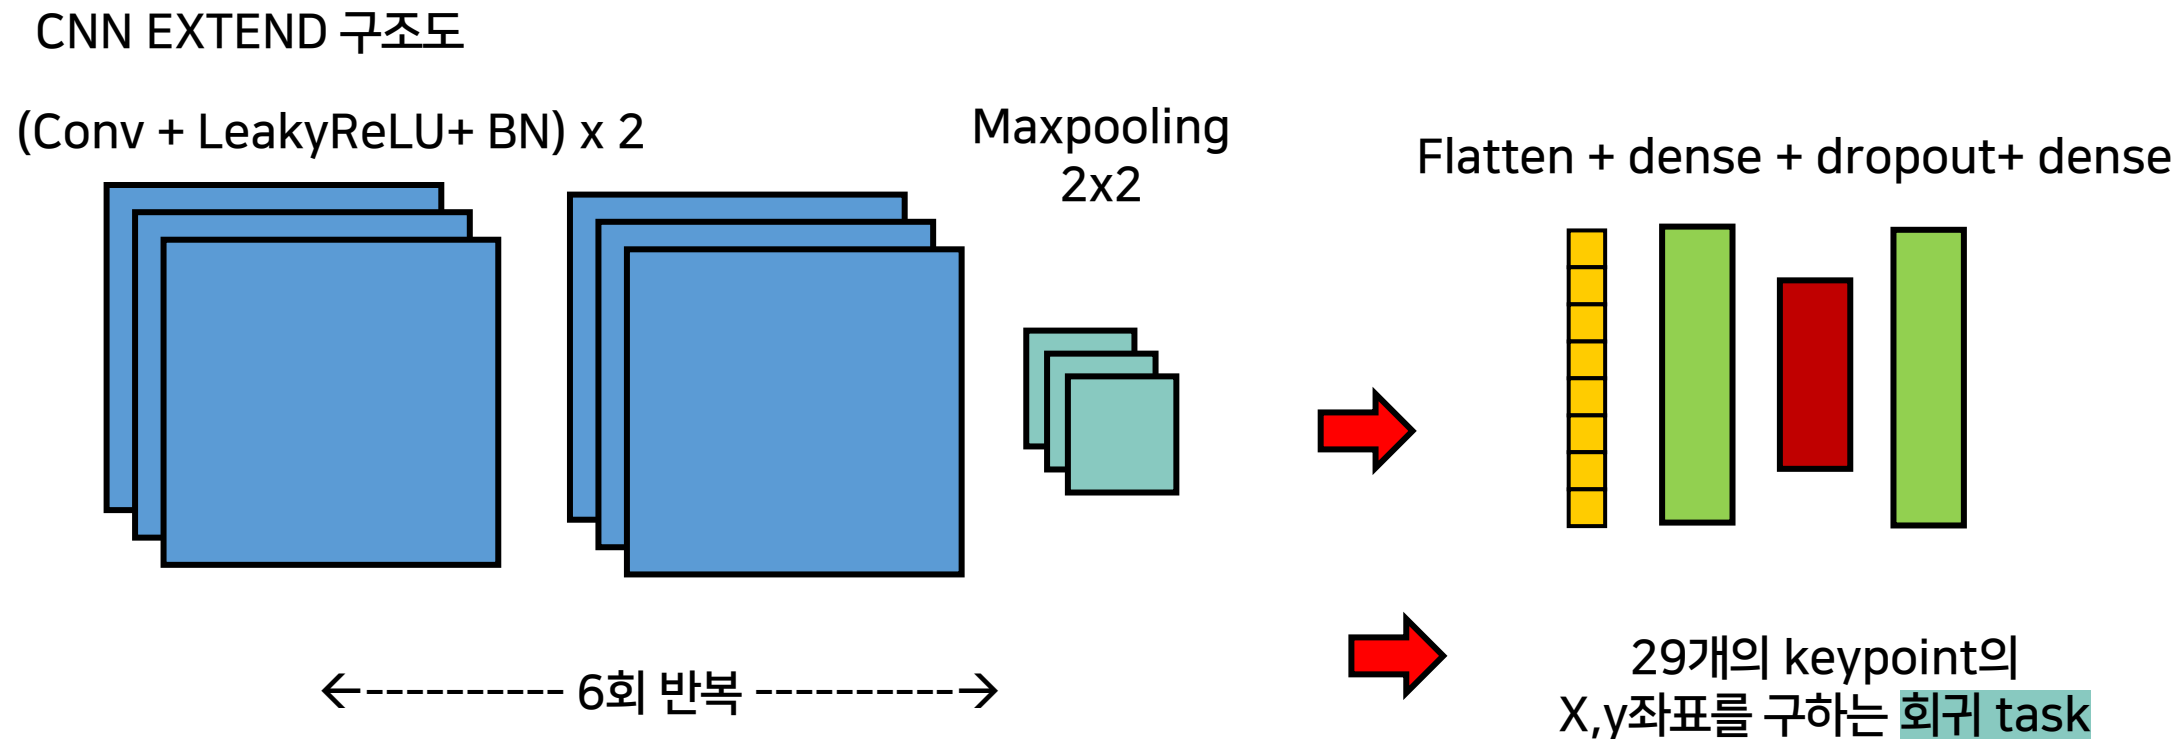 CNN EXTEND 구조도
(Conv + LeakyReLU+ BN) x 2
Maxpooling
2x2
Flatten + dense + dropout+ dense
←----------- 6회 반복 -----------→
29개의 keypoint의
X,y좌표를 구하는 회귀 task